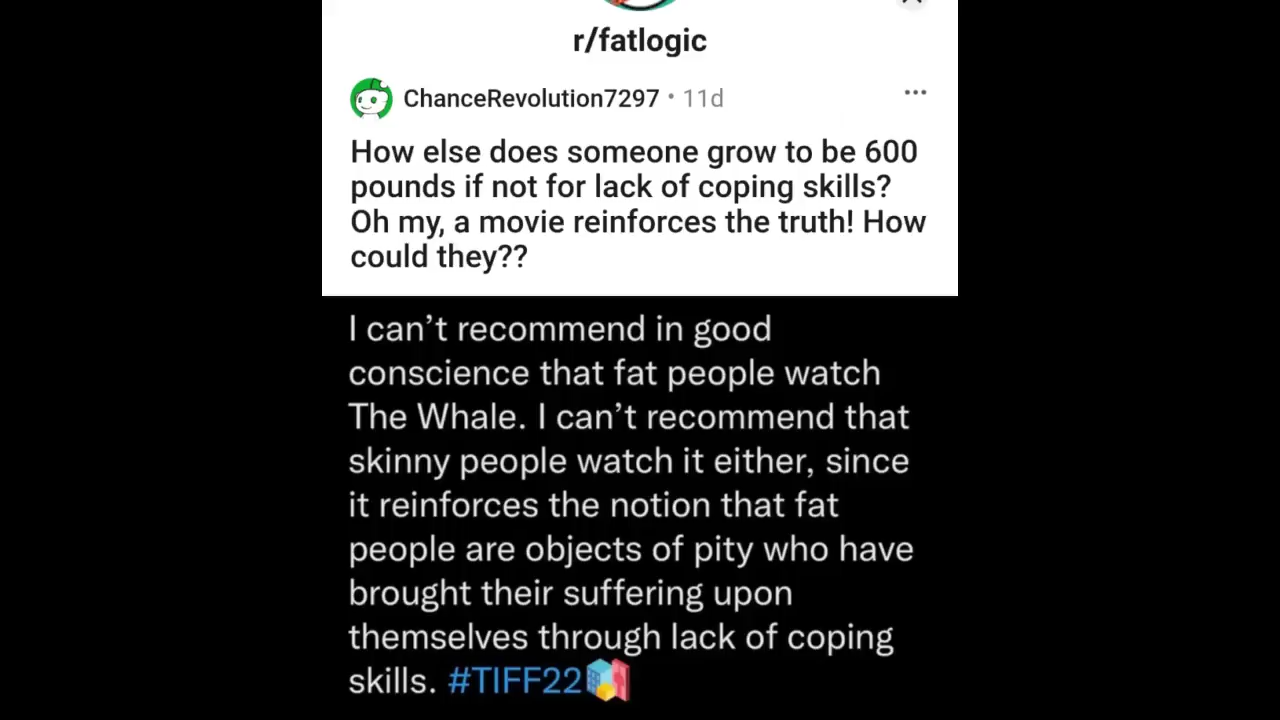 r/fatlogic
ChanceRevolution7297 • 11d
How else does someone grow to be 600
pounds if not for lack of coping skills?
Oh my, a movie reinforces the truth! How
could they??
I can’t recommend in good
conscience that fat people watch
The Whale. I can’t recommend that
skinny people watch it either, since
it reinforces the notion that fat
people are objects of pity who have
brought their suffering upon
themselves through lack of coping
skills. #TIFF22